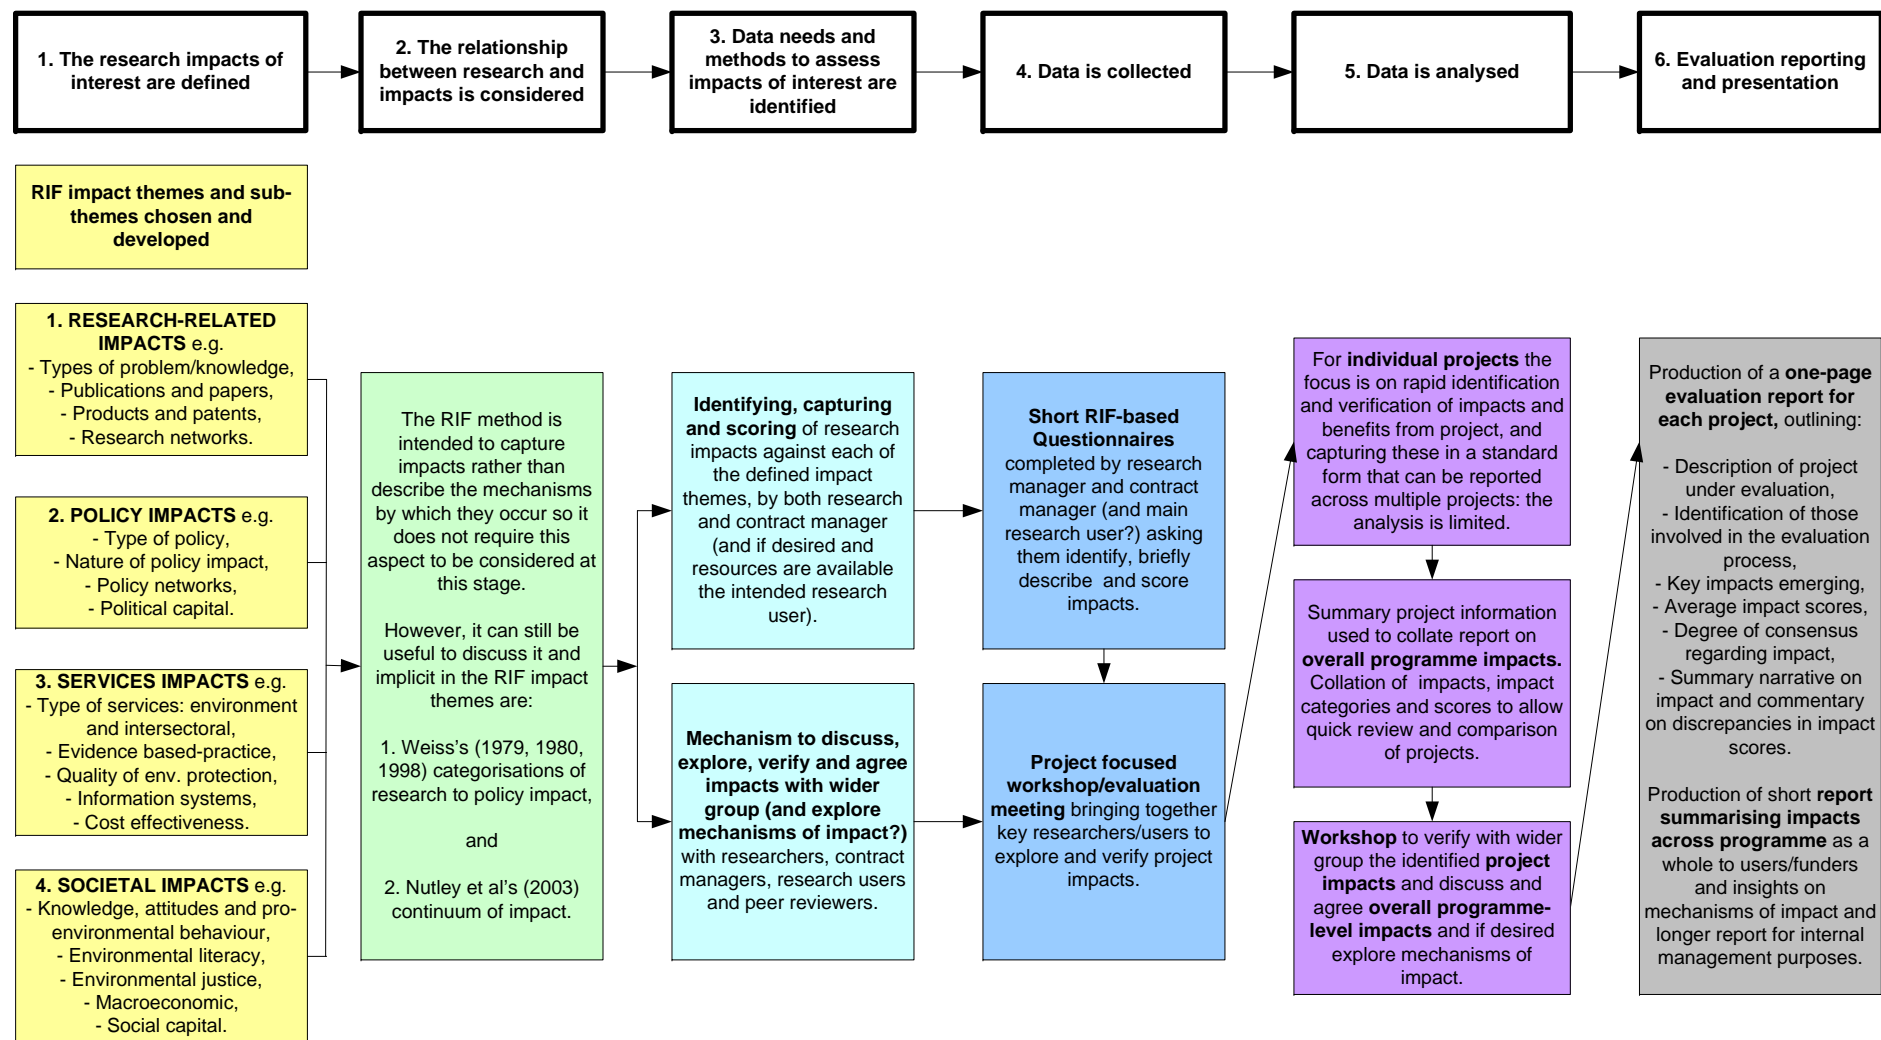 1. The research impacts of
interest are defined
2. The relationship
between research and
impacts is considered
3. Data needs and
methods to assess
impacts of interest are
identified
4. Data is collected
5. Data is analysed
6. Evaluation reporting
and presentation
RIF impact themes and sub-
themes chosen and
developed
1. RESEARCH-RELATED
IMPACTS e.g.
- Types of problem/knowledge,
- Publications and papers,
- Products and patents,
- Research networks.
2. POLICY IMPACTS e.g.
- Type of policy,
- Nature of policy impact,
- Policy networks,
- Political capital.
3. SERVICES IMPACTS e.g.
- Type of services: environment
and intersectoral,
- Evidence based-practice,
- Quality of env. protection,
- Information systems,
- Cost effectiveness.
4. SOCIETAL IMPACTS e.g.
- Knowledge, attitudes and pro-
environmental behaviour,
- Environmental literacy,
- Environmental justice,
- Macroeconomic,
- Social capital.
The RIF method is
intended to capture
impacts rather than
describe the mechanisms
by which they occur so it
does not require this
aspect to be considered at
this stage.
However, it can still be
useful to discuss it and
implicit in the RIF impact
themes are:
1. Weiss's (1979, 1980,
1998) categorisations of
research to policy impact,
and
2. Nutley et al's (2003)
continuum of impact.
Identifying, capturing
and scoring of research
impacts against each of
the defined impact
themes, by both research
and contract manager
(and if desired and
resources are available
the intended research
user).
Mechanism to discuss,
explore, verify and agree
impacts with wider
group (and explore
mechanisms of impact?)
with researchers, contract
managers, research users
and peer reviewers.
Short RIF-based
Questionnaires
completed by research
manager and contract
manager (and main
research user?) asking
them identify, briefly
describe and score
impacts.
Project focused
workshop/evaluation
meeting bringing together
key researchers/users to
explore and verify project
impacts.
For individual projects the
focus is on rapid identification
and verification of impacts and
benefits from project, and
capturing these in a standard
form that can be reported
across multiple projects: the
analysis is limited.
Summary project information
used to collate report on
overall programme impacts.
Collation of impacts, impact
categories and scores to allow
quick review and comparison
of projects.
Workshop to verify with wider
group the identified project
impacts and discuss and
agree overall programme-
level impacts and if desired
explore mechanisms of
impact.
Production of a one-page
evaluation report for
each project, outlining:
- Description of project
under evaluation,
- Identification of those
involved in the evaluation
process,
- Key impacts emerging,
- Average impact scores,
- Degree of consensus
regarding impact,
- Summary narrative on
impact and commentary
on discrepancies in impact
scores.
Production of short report
summarising impacts
across programme as a
whole to users/funders
and insights on
mechanisms of impact and
longer report for internal
management purposes.